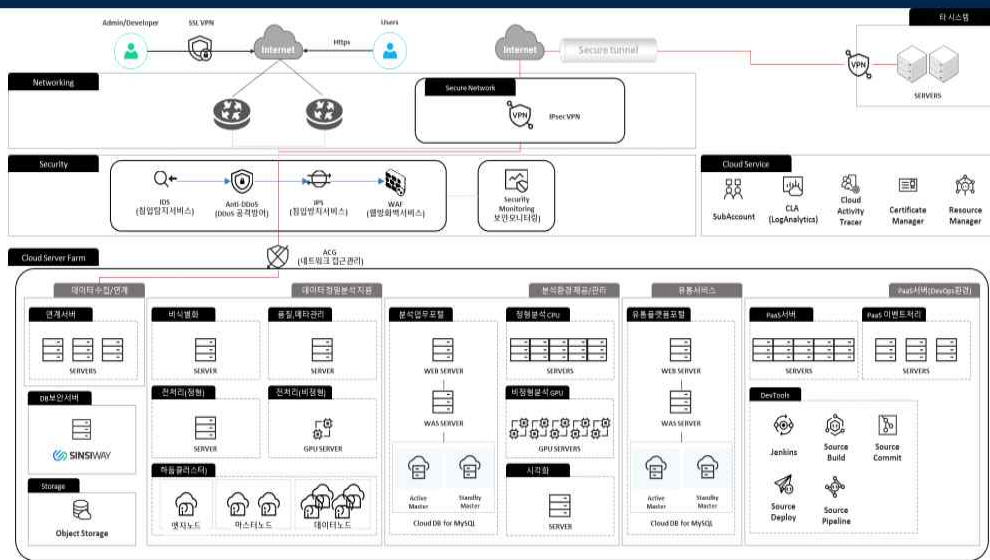 타 시스템
Admin/Developer
SSL VPN
Users
Internet
Https
Internet
Secure tunnel
VPN
SERVERS
Networking
Secure Network
VPN
IPsec VPN
Security
IDS
(침입탐지서비스)
Anti-DDoS
(DDoS 공격방어)
IPS
(침입방지서비스)
WAF
(웹방화벽서비스)
Security
Monitoring
보안모니터링)
Cloud Service
SubAccount
CLA
(LogAnalytics)
Cloud
Activity
Tracer
Certificate
Manager
Resource
Manager
ACG
(네트워크 접근관리)
Cloud Server Farm
데이터 수집/연계
연계서버
SERVERS
DB보안서버
SINSIWAY
Storage
Object Storage
데이터 정밀분석 지원
비식별화
SERVER
품질,메타관리
SERVER
전처리(정형)
SERVER
전처리(비정형)
GPU SERVER
하둡클러스터)
엣지노드
마스터노드
데이터노드
분석환경 제공/관리
분석업무포털
WEB SERVER
WAS SERVER
Active
Master
Standby
Master
Cloud DB for MySQL
정형분석 CPU
SERVERS
비정형분석 GPU
GPU SERVERS
시각화
SERVER
유통서비스
유통플랫폼포털
WEB SERVER
WAS SERVER
Active
Master
Standby
Master
Cloud DB for MySQL
PaaS서버(DevOps환경)
PaaS서버
SERVERS
PaaS 이벤트처리
SERVERS
DevTools
Jenkins
Source
Build
Source
Commit
Source
Deploy
Source
Pipeline